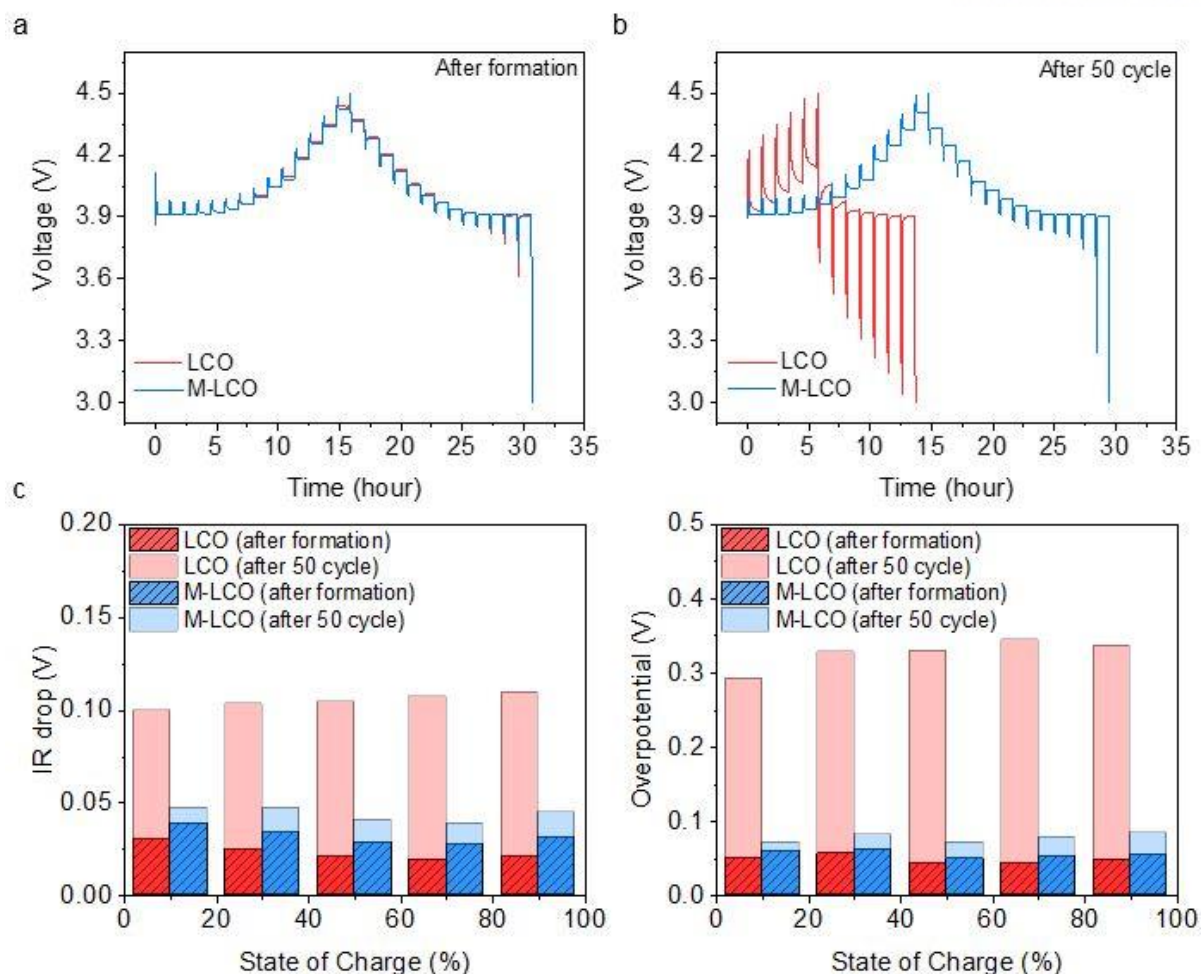 a
After formation
Voltage (V)
4.5
4.2
3.9
3.6
3.3
3.0
LCO
M-LCO
0 5 10 15 20 25 30 35
Time (hour)
b
After 50 cycle
Voltage (V)
4.5
4.2
3.9
3.6
3.3
3.0
LCO
M-LCO
0 5 10 15 20 25 30 35
Time (hour)
c
IR drop (V)
0.20
0.15
0.10
0.05
0.00
LCO (after formation)
LCO (after 50 cycle)
M-LCO (after formation)
M-LCO (after 50 cycle)
0 20 40 60 80 100
State of Charge (%)
Overpotential (V)
0.5
0.4
0.3
0.2
0.1
0.0
LCO (after formation)
LCO (after 50 cycle)
M-LCO (after formation)
M-LCO (after 50 cycle)
0 20 40 60 80 100
State of Charge (%)